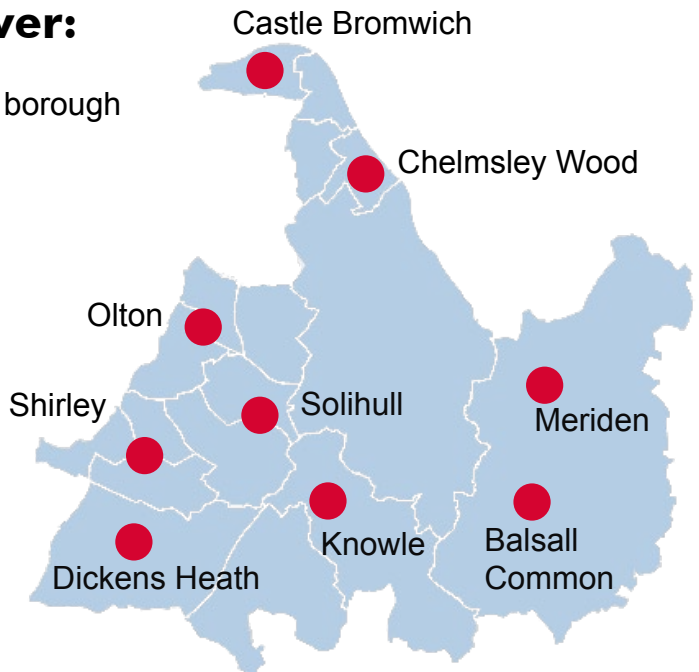 ver:
Castle Bromwich
borough
Chelmsley Wood
Olton
Shirley
Solihull
Meriden
Knowle
Balsall
Common
Dickens Heath